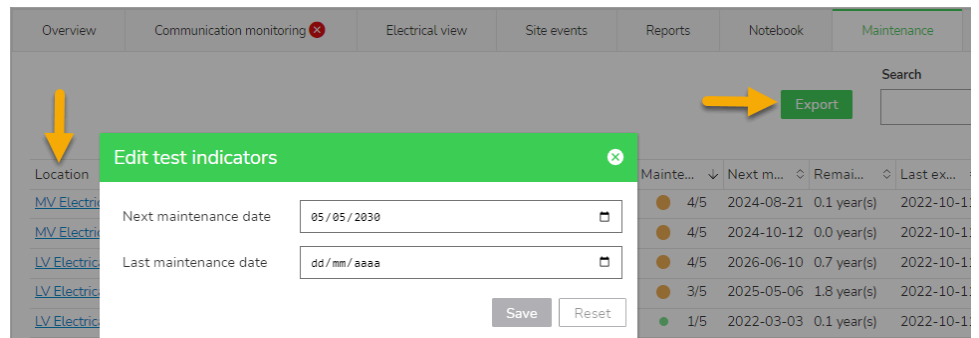 Overview Communication monitoring Electrical view Site events Reports Notebook Maintenance
Search
Export
Edit test indicators
Location Mainte... Next m... Remai... Last ex...
MV Electric 4/5 2024-08-21 0.1 year(s) 2022-10-1
Next maintenance date 05/05/2030
MV Electric 4/5 2024-10-12 0.0 year(s) 2022-10-1
LV Electric 4/5 2026-06-10 0.7 year(s) 2022-10-1
Last maintenance date dd/mm/aaaa
LV Electric 3/5 2025-05-06 1.8 year(s) 2022-10-1
LV Electric 1/5 2022-03-03 0.1 year(s) 2022-10-1
Save Reset